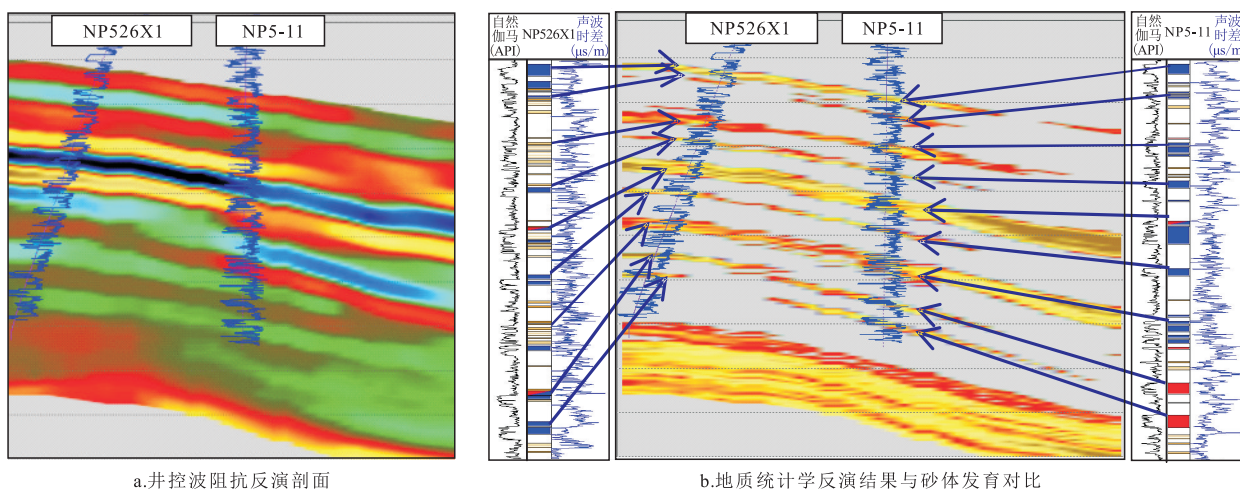 NP526X1
NP5-11
a.井控波阻抗反演剖面
自然
伽马
(API)
NP526X1
声波
时差
(μs/m)
NP526X1
NP5-11
自然
伽马
(API)
NP5-11
声波
时差
(μs/m)
b.地质统计学反演结果与砂体发育对比